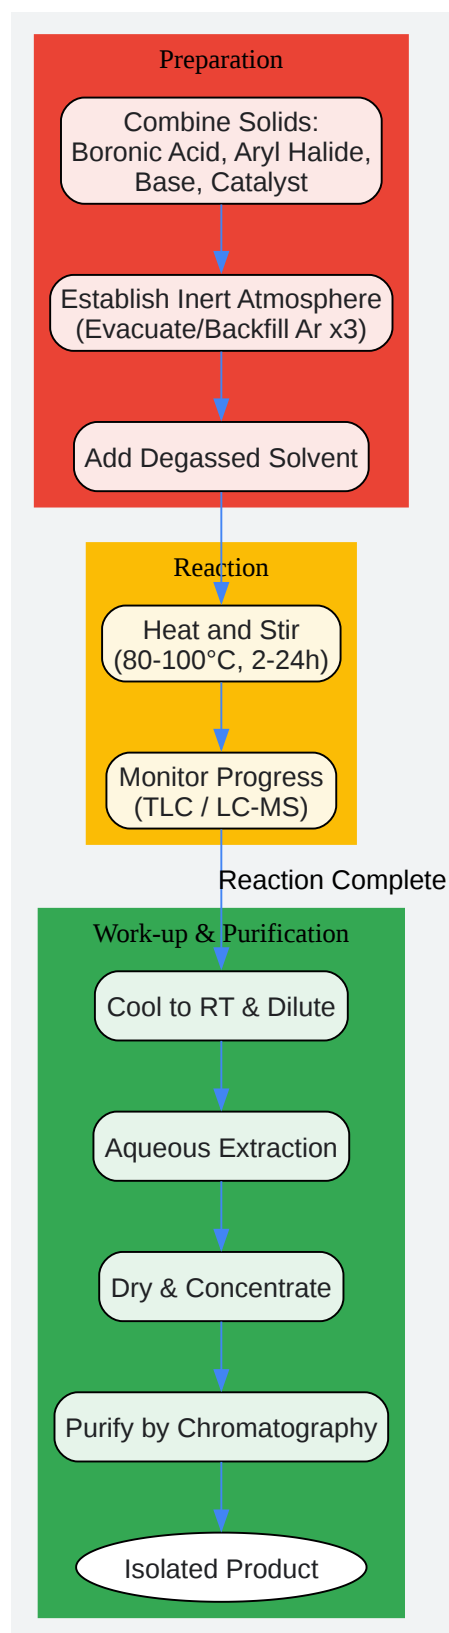 Preparation
Combine Solids:
Boronic Acid, Aryl Halide,
Base, Catalyst
Establish Inert Atmosphere
(Evacuate/Backfill Ar x3)
Add Degassed Solvent
Reaction
Heat and Stir
(80-100°C, 2-24h)
Monitor Progress
(TLC / LC-MS)
Reaction Complete
Work-up & Purification
Cool to RT & Dilute
Aqueous Extraction
Dry & Concentrate
Purify by Chromatography
Isolated Product